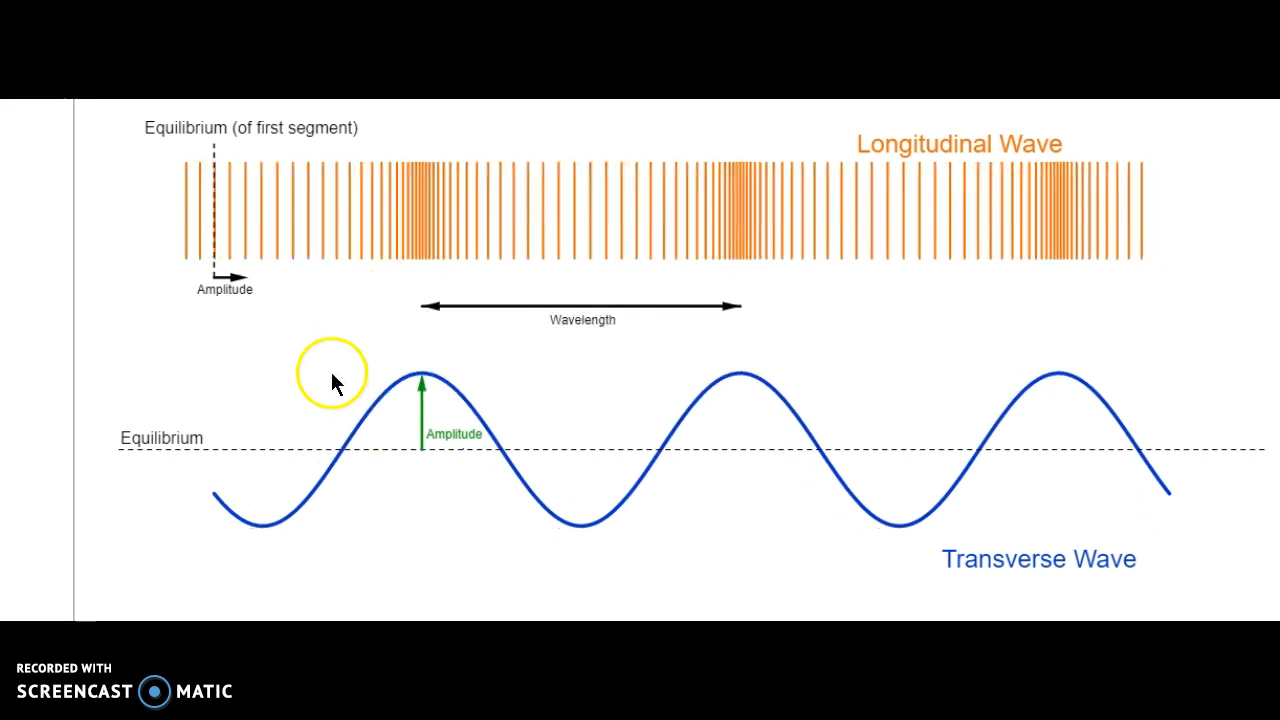 Equilibrium (of first segment)
Longitudinal Wave
Amplitude
Wavelength
Amplitude
Equilibrium
Transverse Wave
RECORDED WITH
SCREENCAST MATIC